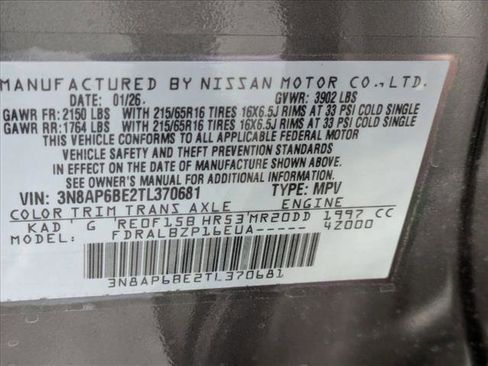 MANUFACTURED BY NISSAN MOTOR CO., LTD.
DATE: 01/26. GVWR: 3902 LBS
GAWR FR: 2150 LBS WITH 215/65R16 TIRES 16X6.5J RIMS AT 33 PSI COLD SINGLE
GAWR RR: 1764 LBS WITH 215/65R16 TIRES 16X6.5J RIMS AT 33 PSI COLD SINGLE
THIS VEHICLE CONFORMS TO ALL APPLICABLE FEDERAL MOTOR
VEHICLE SAFETY AND THEFT PREVENTION STANDARDS
IN EFFECT ON THE DATE OF MANUFACTURE SHOWN ABOVE.
SEE OWNER'S MANUAL FOR ADDITIONAL INFORMATION.
VIN: 3N8AP6BE2TL370681 TYPE: MPV
COLOR TRIM TRANS AXLE ENGINE
KAD G RE0F15B HR53 MR20DD 1997 CC
FDRALBZP16EUA----- 4Z000
3N8AP6BE2TL370681